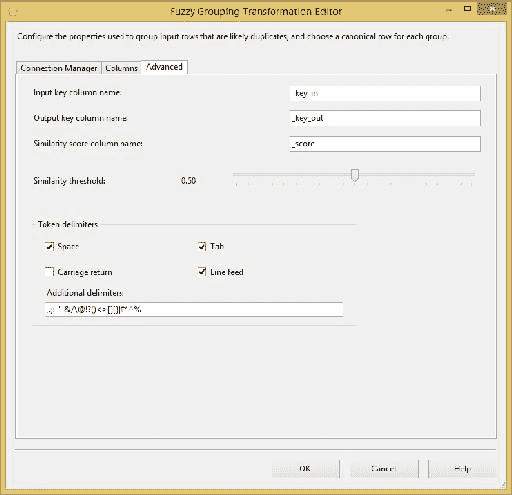 Fuzzy Grouping Transformation Editor
Configure the properties used to group input rows that are likely duplicates, and choose a canonical row for each group.
Connection Manager Columns Advanced
Input key column name: _key_in
Output key column name: _key_out
Similarity score column name: _score
Similarity threshold: 0.50
Token delimiters
Space Tab
Carriage return Line feed
Additional delimiters:
OK Cancel Help